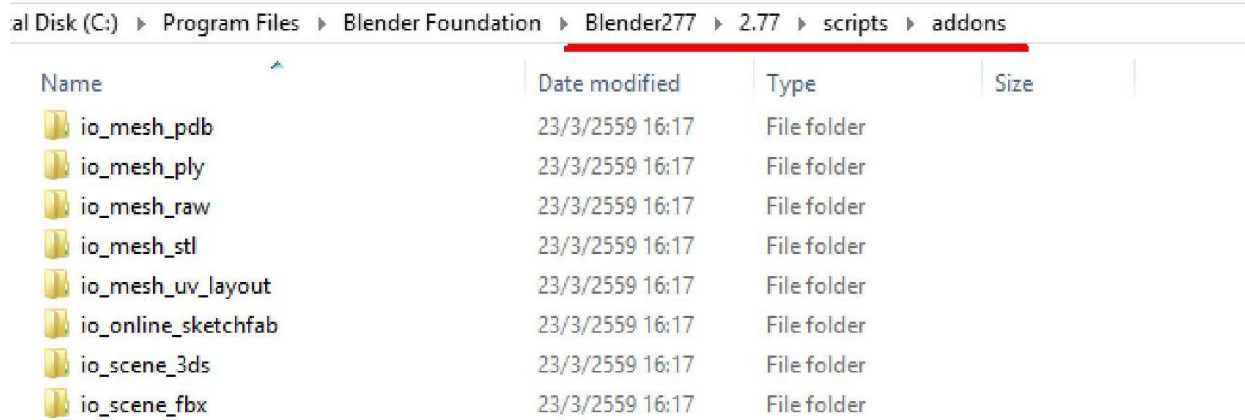 al Disk (C:) ▸ Program Files ▸ Blender Foundation ▸ Blender277 ▸ 2.77 ▸ scripts ▸ addons
Name Date modified Type Size
io_mesh_pdb 23/3/2559 16:17 File folder
io_mesh_ply 23/3/2559 16:17 File folder
io_mesh_raw 23/3/2559 16:17 File folder
io_mesh_stl 23/3/2559 16:17 File folder
io_mesh_uv_layout 23/3/2559 16:17 File folder
io_online_sketchfab 23/3/2559 16:17 File folder
io_scene_3ds 23/3/2559 16:17 File folder
io_scene_fbx 23/3/2559 16:17 File folder